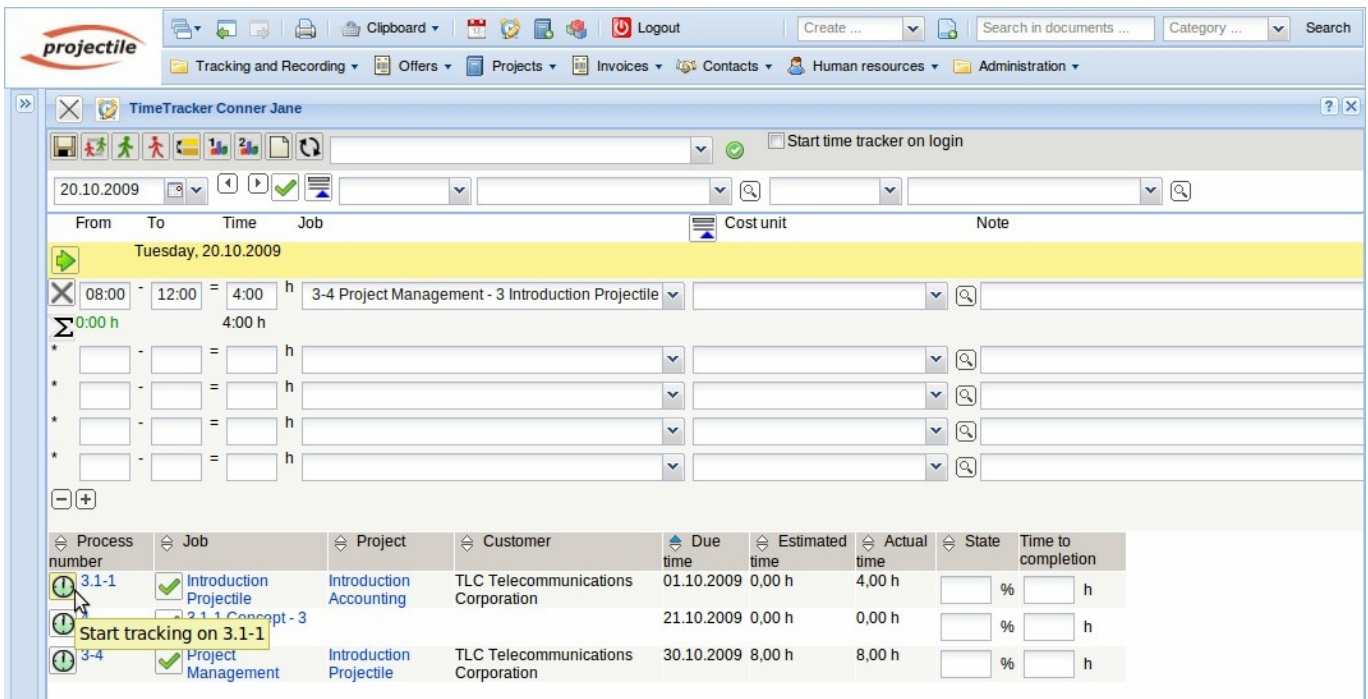 projectile
Clipboard Logout Create ... Search in documents ... Category ... Search
Tracking and Recording Offers Projects Invoices Contacts Human resources Administration
TimeTracker Conner Jane
Start time tracker on login
20.10.2009
From To Time Job Cost unit Note
Tuesday, 20.10.2009
08:00 - 12:00 = 4:00 h 3-4 Project Management - 3 Introduction Projectile
Σ 0:00 h 4:00 h
* - = h
* - = h
* - = h
* - = h
Process number Job Project Customer Due time Estimated time Actual time State Time to completion
3.1-1 Introduction Projectile Introduction Accounting TLC Telecommunications Corporation 01.10.2009 0,00 h 4,00 h % h
3.1-1 Concept - 3 21.10.2009 0,00 h 0,00 h % h
Start tracking on 3.1-1
3-4 Project Management Introduction Projectile TLC Telecommunications Corporation 30.10.2009 8,00 h 8,00 h % h